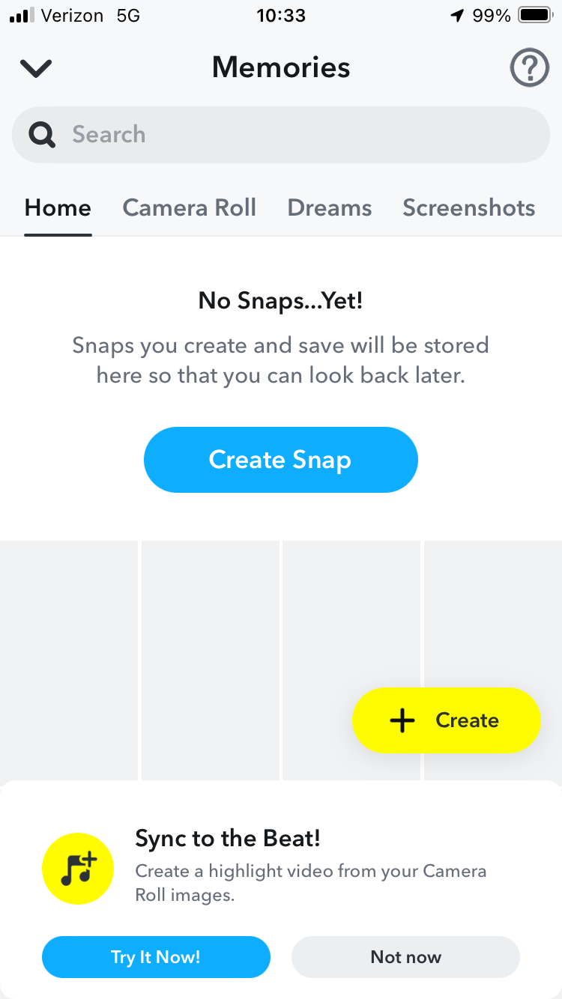 Verizon 5G 10:33 99%
Memories
Search
Home Camera Roll Dreams Screenshots
No Snaps...Yet!
Snaps you create and save will be stored
here so that you can look back later.
Create Snap
+ Create
Sync to the Beat!
Create a highlight video from your Camera
Roll images.
Try It Now! Not now